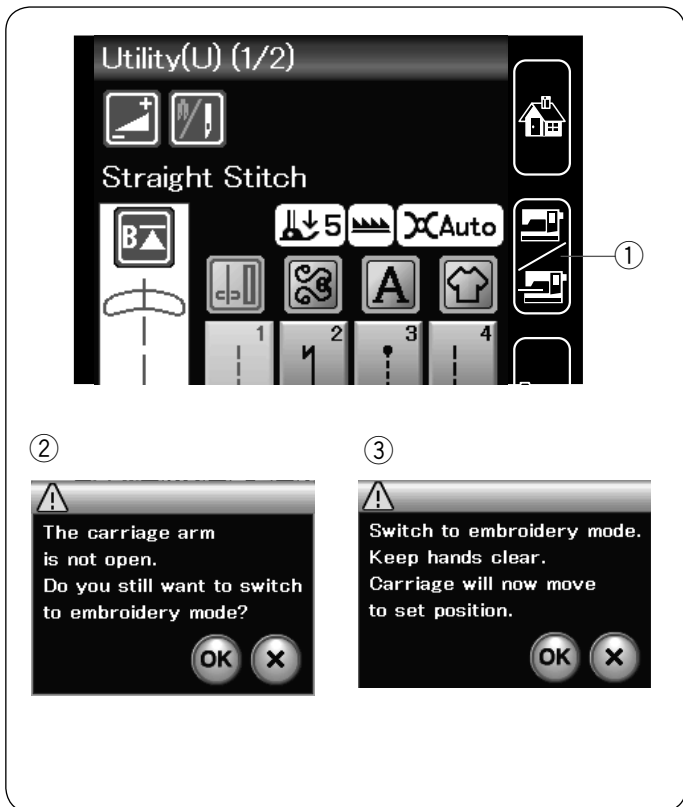 Utility(U) (1/2)
Straight Stitch
B
5
Auto
A
1 2 3 4
①
②
③
The carriage arm
is not open.
Do you still want to switch
to embroidery mode?
OK ×
Switch to embroidery mode.
Keep hands clear.
Carriage will now move
to set position.
OK ×